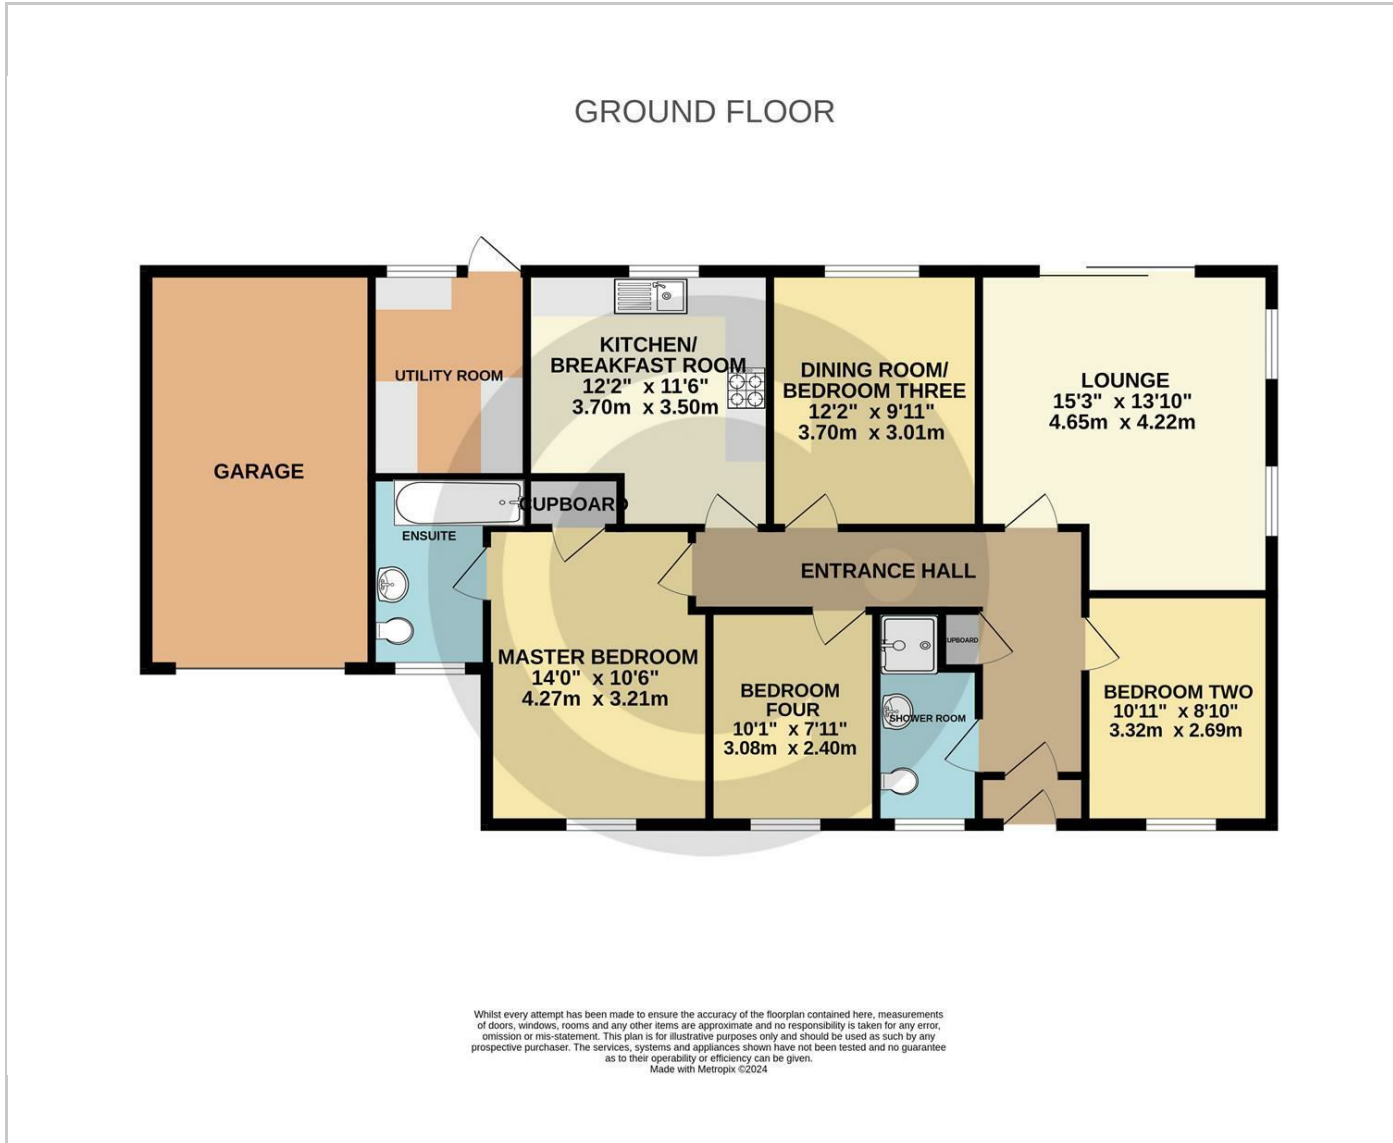 GROUND FLOOR
GARAGE
UTILITY ROOM
KITCHEN/
BREAKFAST ROOM
12'2" x 11'6"
3.70m x 3.50m
DINING ROOM/
BEDROOM THREE
12'2" x 9'11"
3.70m x 3.01m
LOUNGE
15'3" x 13'10"
4.65m x 4.22m
CUPBOARD
ENSUITE
ENTRANCE HALL
MASTER BEDROOM
14'0" x 10'6"
4.27m x 3.21m
BEDROOM
FOUR
10'1" x 7'11"
3.08m x 2.40m
CUPBOARD
SHOWER ROOM
BEDROOM TWO
10'11" x 8'10"
3.32m x 2.69m
Whilst every attempt has been made to ensure the accuracy of the floorplan contained here, measurements
of doors, windows, rooms and any other items are approximate and no responsibility is taken for any error,
omission or mis-statement. This plan is for illustrative purposes only and should be used as such by any
prospective purchaser. The services, systems and appliances shown have not been tested and no guarantee
as to their operability or efficiency can be given.
Made with Metropix ©2024